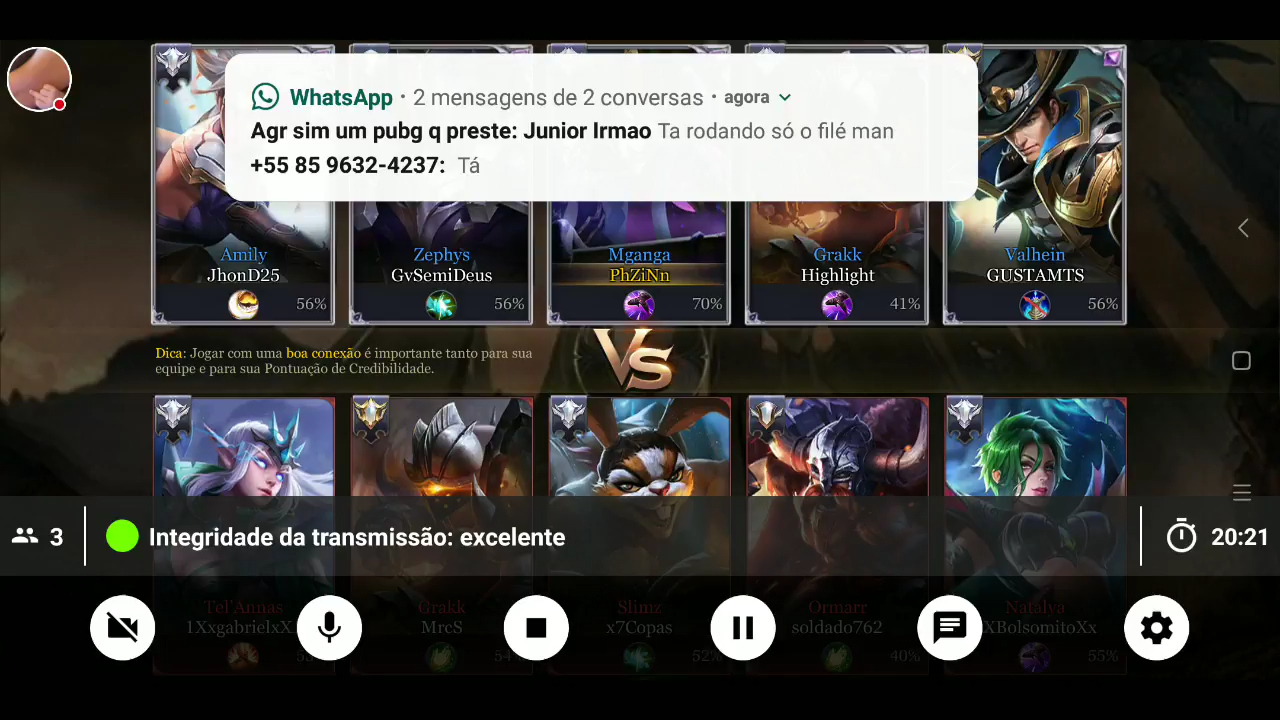 WhatsApp · 2 mensagens de 2 conversas · agora
Agr sim um pubg q preste: Junior Irmao Ta rodando só o filé man
+55 85 9632-4237: Tá
Amily
JhonD25
56%
Zephys
GvSemiDeus
56%
Mganga
PhZiNn
70%
Grakk
Highlight
41%
Valhein
GUSTAMTS
56%
Dica: Jogar com uma boa conexão é importante tanto para sua
equipe e para sua Pontuação de Credibilidade.
VS
3
Integridade da transmissão: excelente
20:21
Tel'Annas
Grakk
MrcS
54%
Slimz
x7Copas
52%
Ormarr
soldado762
40%
Natalya
XBolsomitoXx
55%